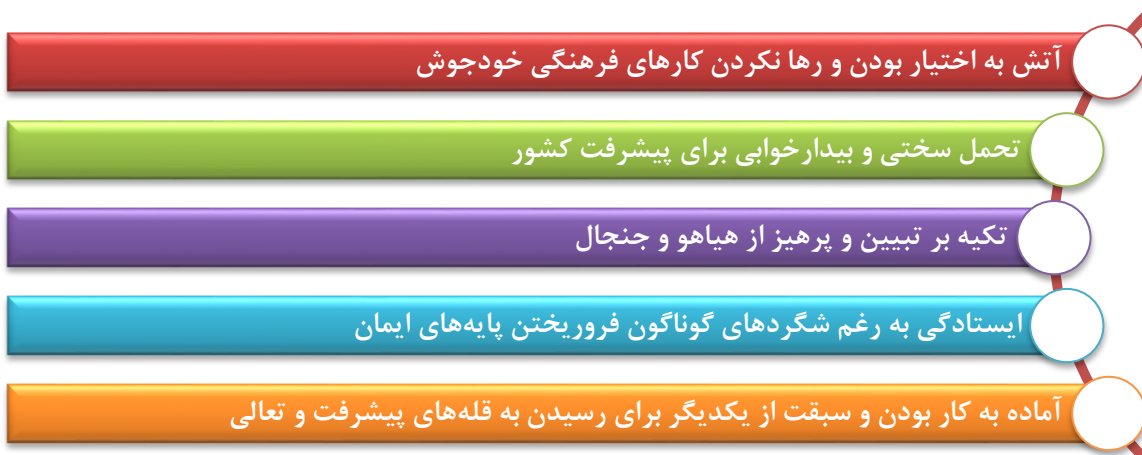 آتش به اختیار بودن و رها نکردن کارهای فرهنگی خودجوش
تحمل سختی و بیدارخوابی برای پیشرفت کشور
تکیه بر تبیین و پرهیز از هیاهو و جنجال
ایستادگی به رغم شگردهای گوناگون فروریختن پایه‌های ایمان
آماده به کار بودن و سبقت از یکدیگر برای رسیدن به قله‌های پیشرفت و تعالی